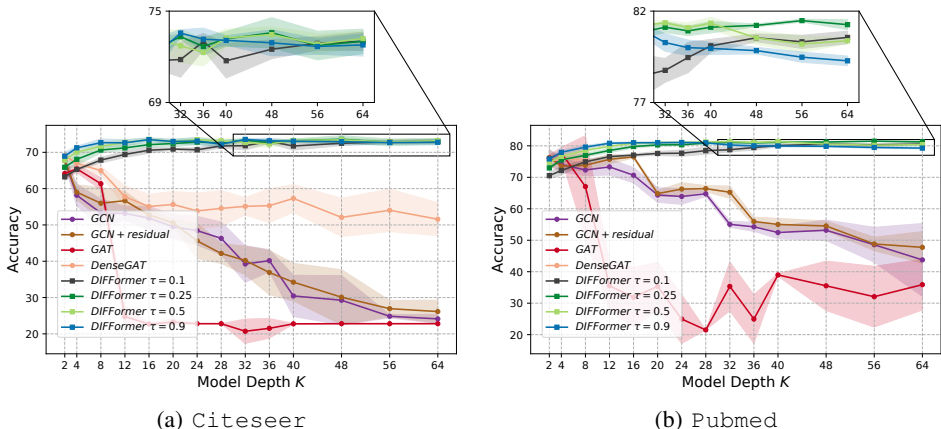 75
69
32 36 40 48 56 64
82
77
32 36 40 48 56 64
70
60
50
40
30
20
Accuracy
GCN
GCN + residual
GAT
DenseGAT
DIFFormer τ = 0.1
DIFFormer τ = 0.25
DIFFormer τ = 0.5
DIFFormer τ = 0.9
2 4 8 12 16 20 24 28 32 36 40 48 56 64
Model Depth K
80
70
60
50
40
30
20
Accuracy
GCN
GCN + residual
GAT
DenseGAT
DIFFormer τ = 0.1
DIFFormer τ = 0.25
DIFFormer τ = 0.5
DIFFormer τ = 0.9
2 4 8 12 16 20 24 28 32 36 40 48 56 64
Model Depth K
(a) Citeseer
(b) Pubmed